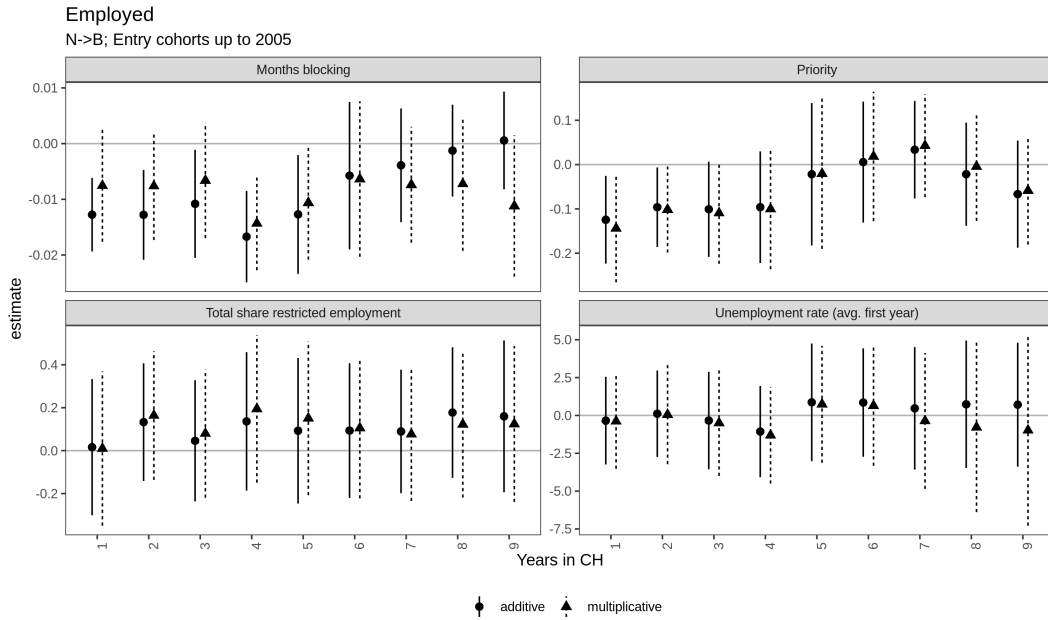 Employed
N->B; Entry cohorts up to 2005
Months blocking
Priority
0.01
0.00
-0.01
-0.02
0.1
0.0
-0.1
-0.2
estimate
Total share restricted employment
Unemployment rate (avg. first year)
0.4
0.2
0.0
-0.2
5.0
2.5
0.0
-2.5
-5.0
-7.5
1 2 3 4 5 6 7 8 9
1 2 3 4 5 6 7 8 9
Years in CH
additive multiplicative